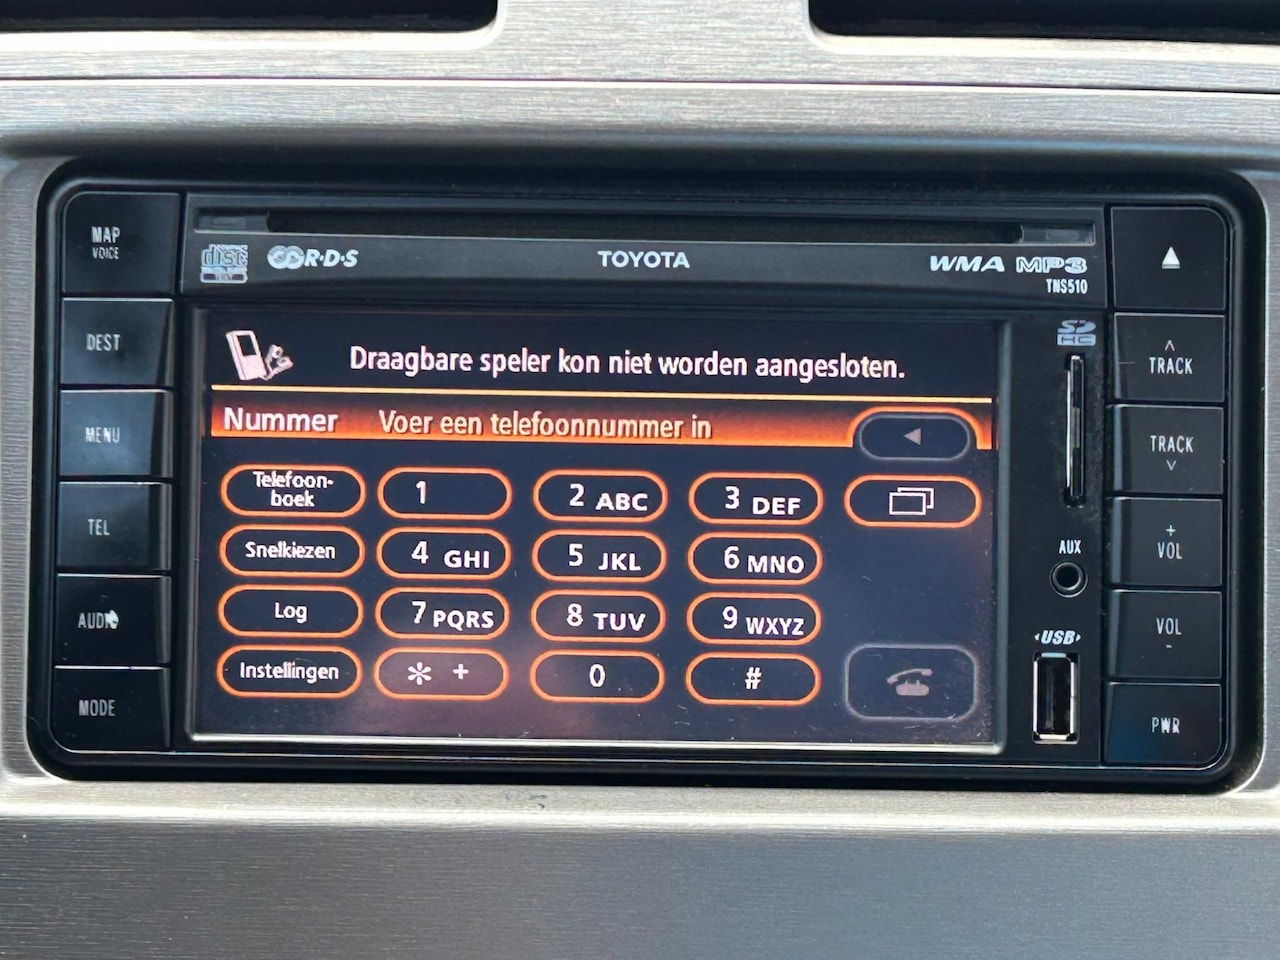 MAP
VOICE
disc
TEXT
R·D·S
TOYOTA
WMA MP3
TNS510
DEST
MENU
TEL
AUDIO
MODE
Draagbare speler kon niet worden aangesloten.
Nummer Voer een telefoonnummer in
Telefoon-
boek
1
2 ABC
3 DEF
Snelkiezen
4 GHI
5 JKL
6 MNO
Log
7 PQRS
8 TUV
9 WXYZ
Instellingen
* +
0
#
SD
HC
AUX
USB
TRACK
TRACK
+
VOL
VOL
-
PWR